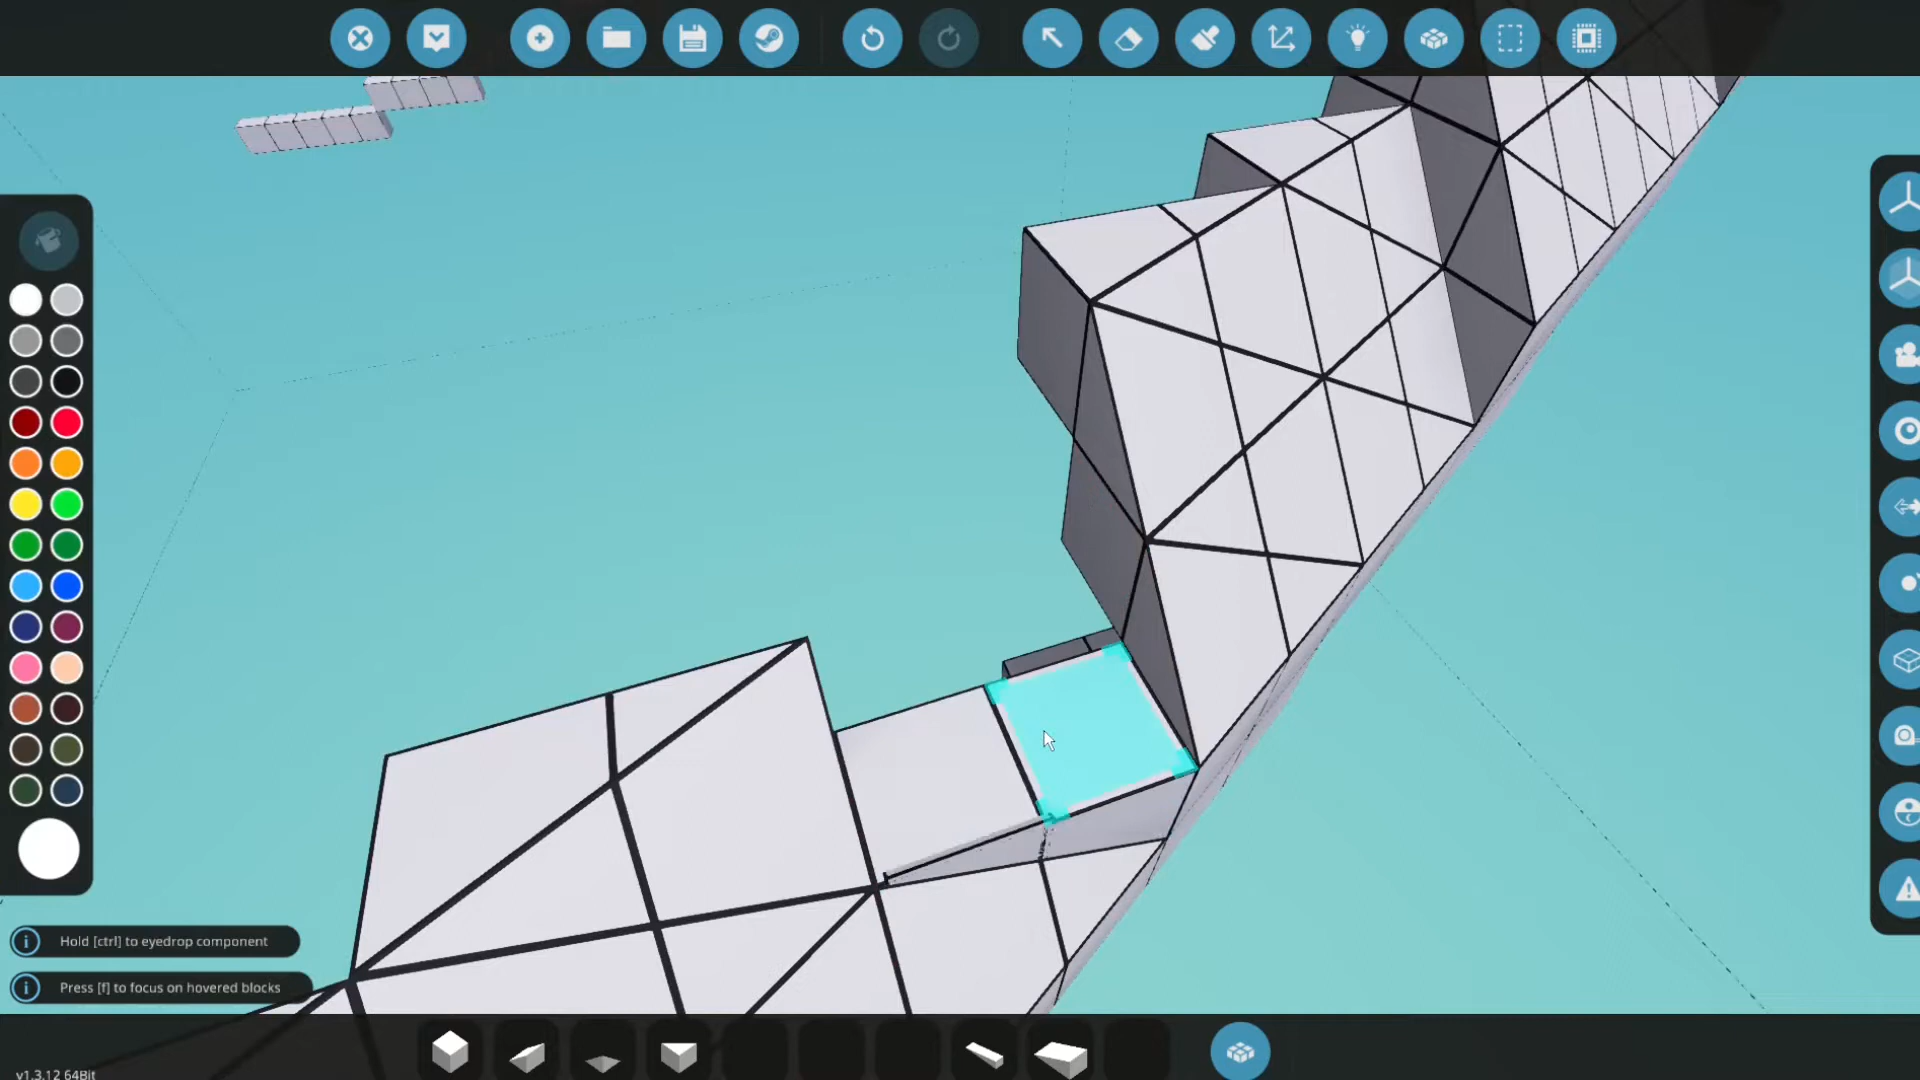 Hold [ctrl] to eyedrop component
Press [f] to focus on hovered blocks
v1.3.12 64Bit